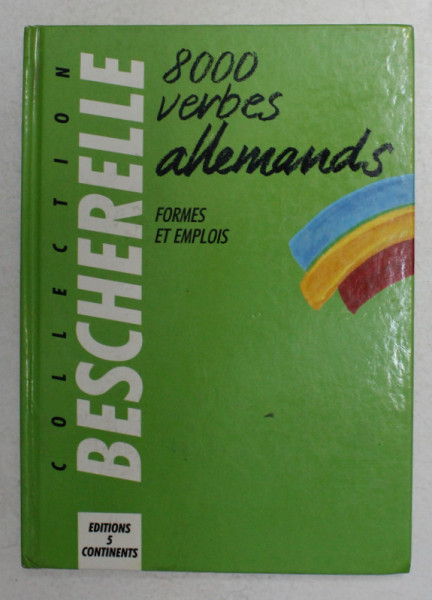 COLLECTION
BESCHERELLE
8000
verbes
allemands
FORMES
ET EMPLOIS
EDITIONS
5
CONTINENTS